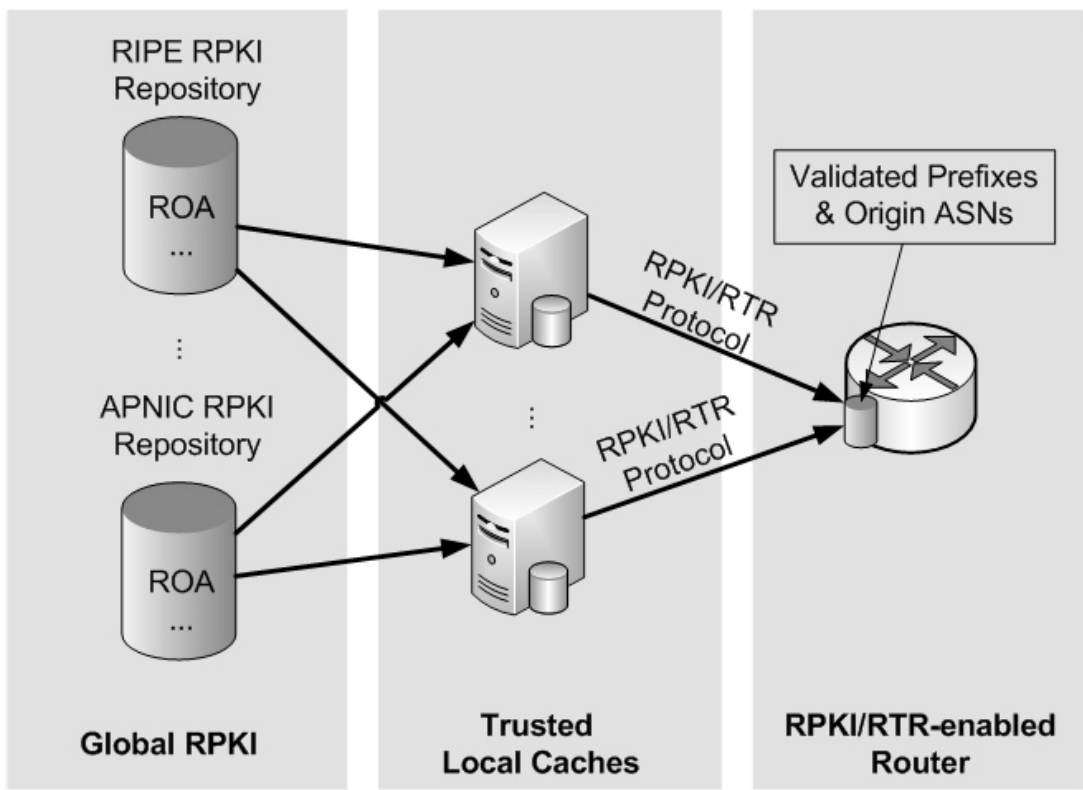 RIPE RPKI
Repository
ROA
...
...
APNIC RPKI
Repository
ROA
...
Global RPKI
...
Trusted
Local Caches
RPKI/RTR
Protocol
RPKI/RTR
Protocol
Validated Prefixes
& Origin ASNs
RPKI/RTR-enabled
Router